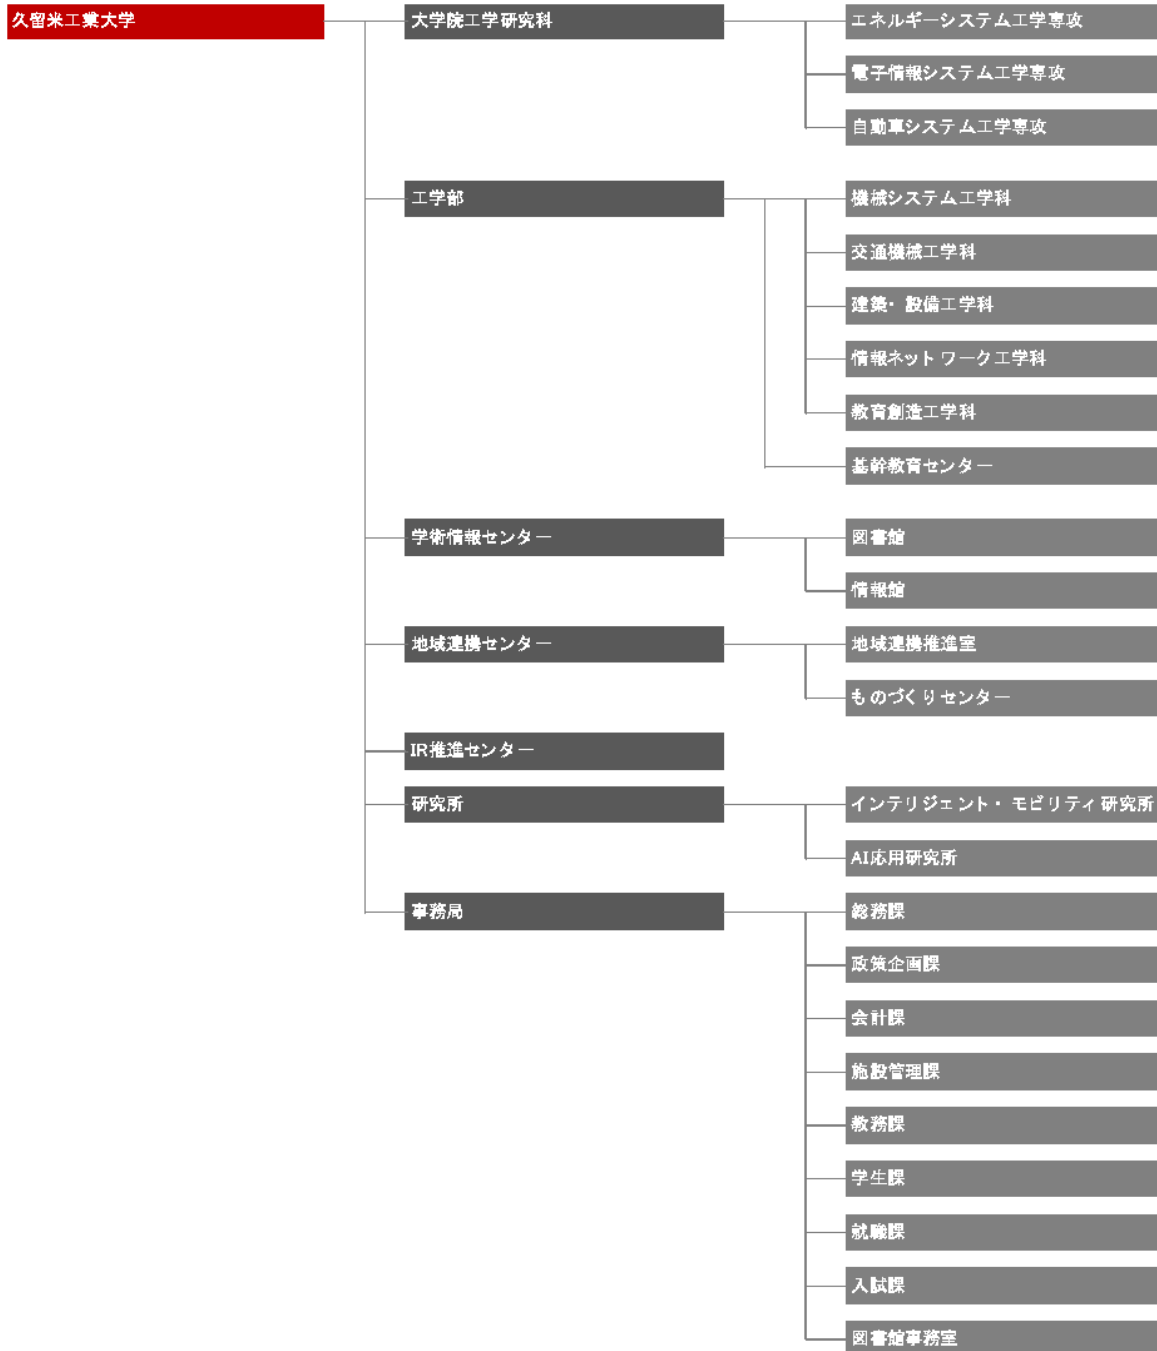 久留米工業大学
大学院工学研究科
エネルギーシステム工学専攻
電子情報システム工学専攻
自動車システム工学専攻
工学部
機械システム工学科
交通機械工学科
建築・設備工学科
情報ネットワーク工学科
教育創造工学科
基幹教育センター
学術情報センター
図書館
情報館
地域連携センター
地域連携推進室
ものづくりセンター
IR推進センター
研究所
インテリジェント・モビリティ研究所
AI応用研究所
事務局
総務課
政策企画課
会計課
施設管理課
教務課
学生課
就職課
入試課
図書館事務室